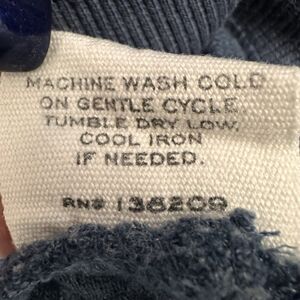 MACHINE WASH COLD
ON GENTLE CYCLE.
TUMBLE DRY LOW.
COOL IRON
IF NEEDED.
RN# 138209